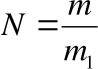 N = m/m₁